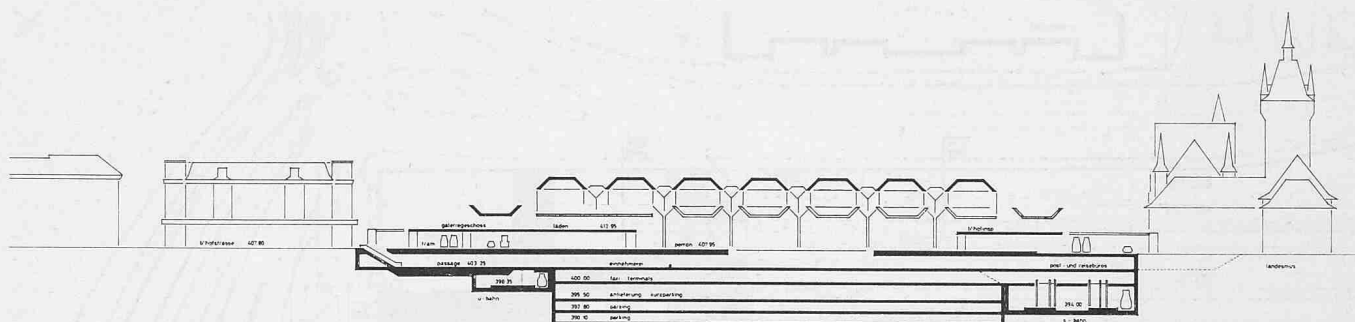 galeriegeschoss
läden 412 95
b'hofstrasse 407.80
tram
perron 407 95
b'hofinsp
passage 403 25
einnehmerei
post - und reisebüros
landesmus
398 25
400 00 taxi terminals
u-bahn
395 50 anlieferung kurzparking
394 00
392 80 parking
390 10 parking
s-bahn